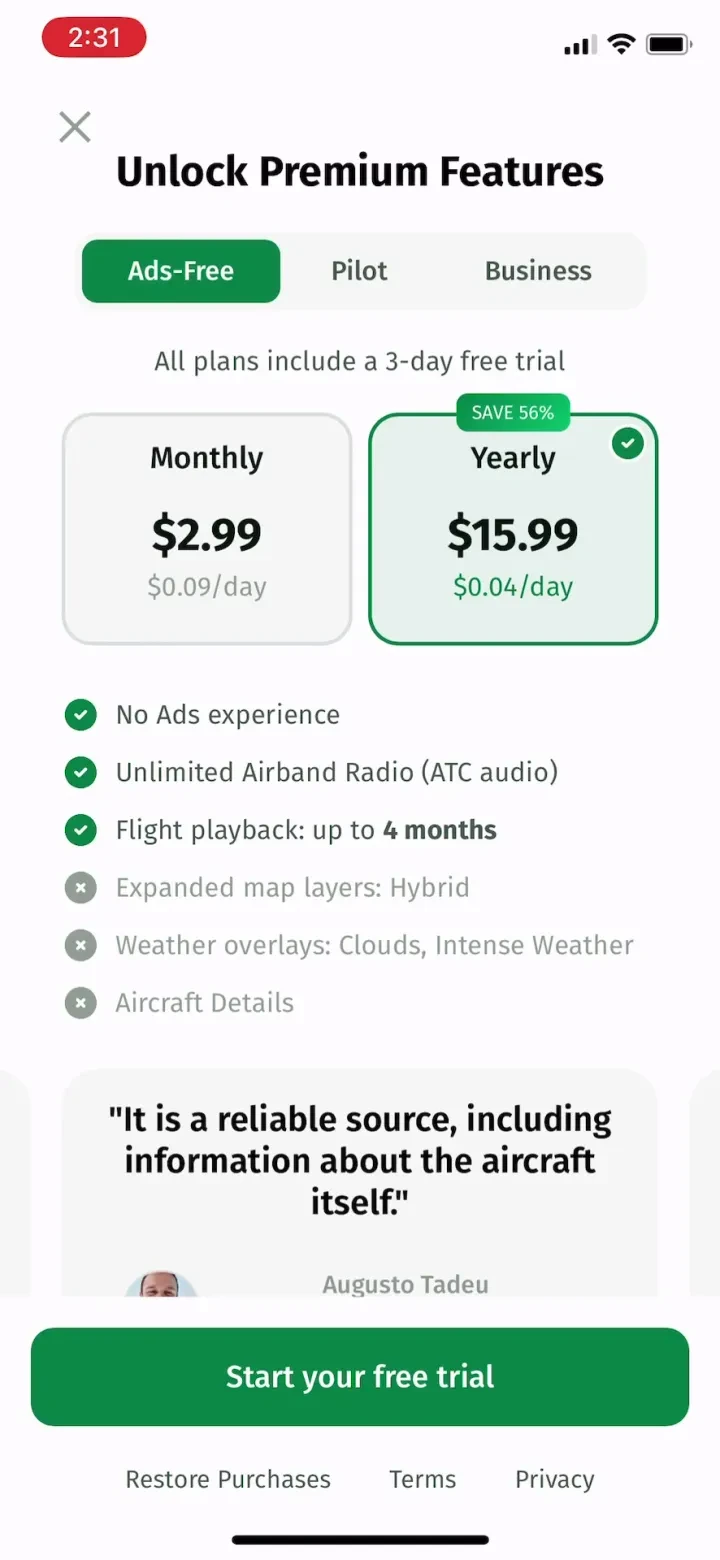 2:31
Unlock Premium Features
Ads-Free Pilot Business
All plans include a 3-day free trial
SAVE 56%
Monthly Yearly
$2.99 $15.99
$0.09/day $0.04/day
No Ads experience
Unlimited Airband Radio (ATC audio)
Flight playback: up to 4 months
Expanded map layers: Hybrid
Weather overlays: Clouds, Intense Weather
Aircraft Details
"It is a reliable source, including
information about the aircraft
itself."
Augusto Tadeu
Start your free trial
Restore Purchases Terms Privacy